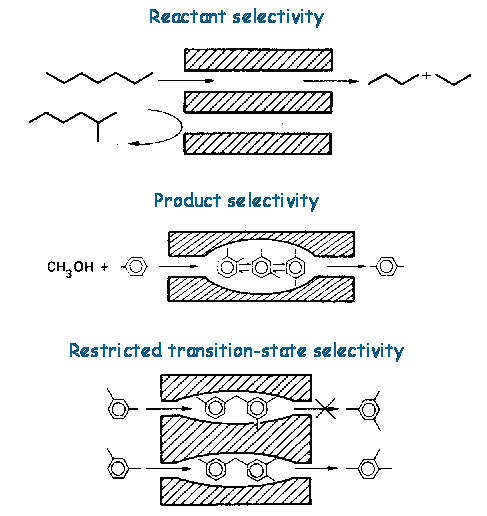 Reactant selectivity
+
Product selectivity
CH3OH +
Restricted transition-state selectivity